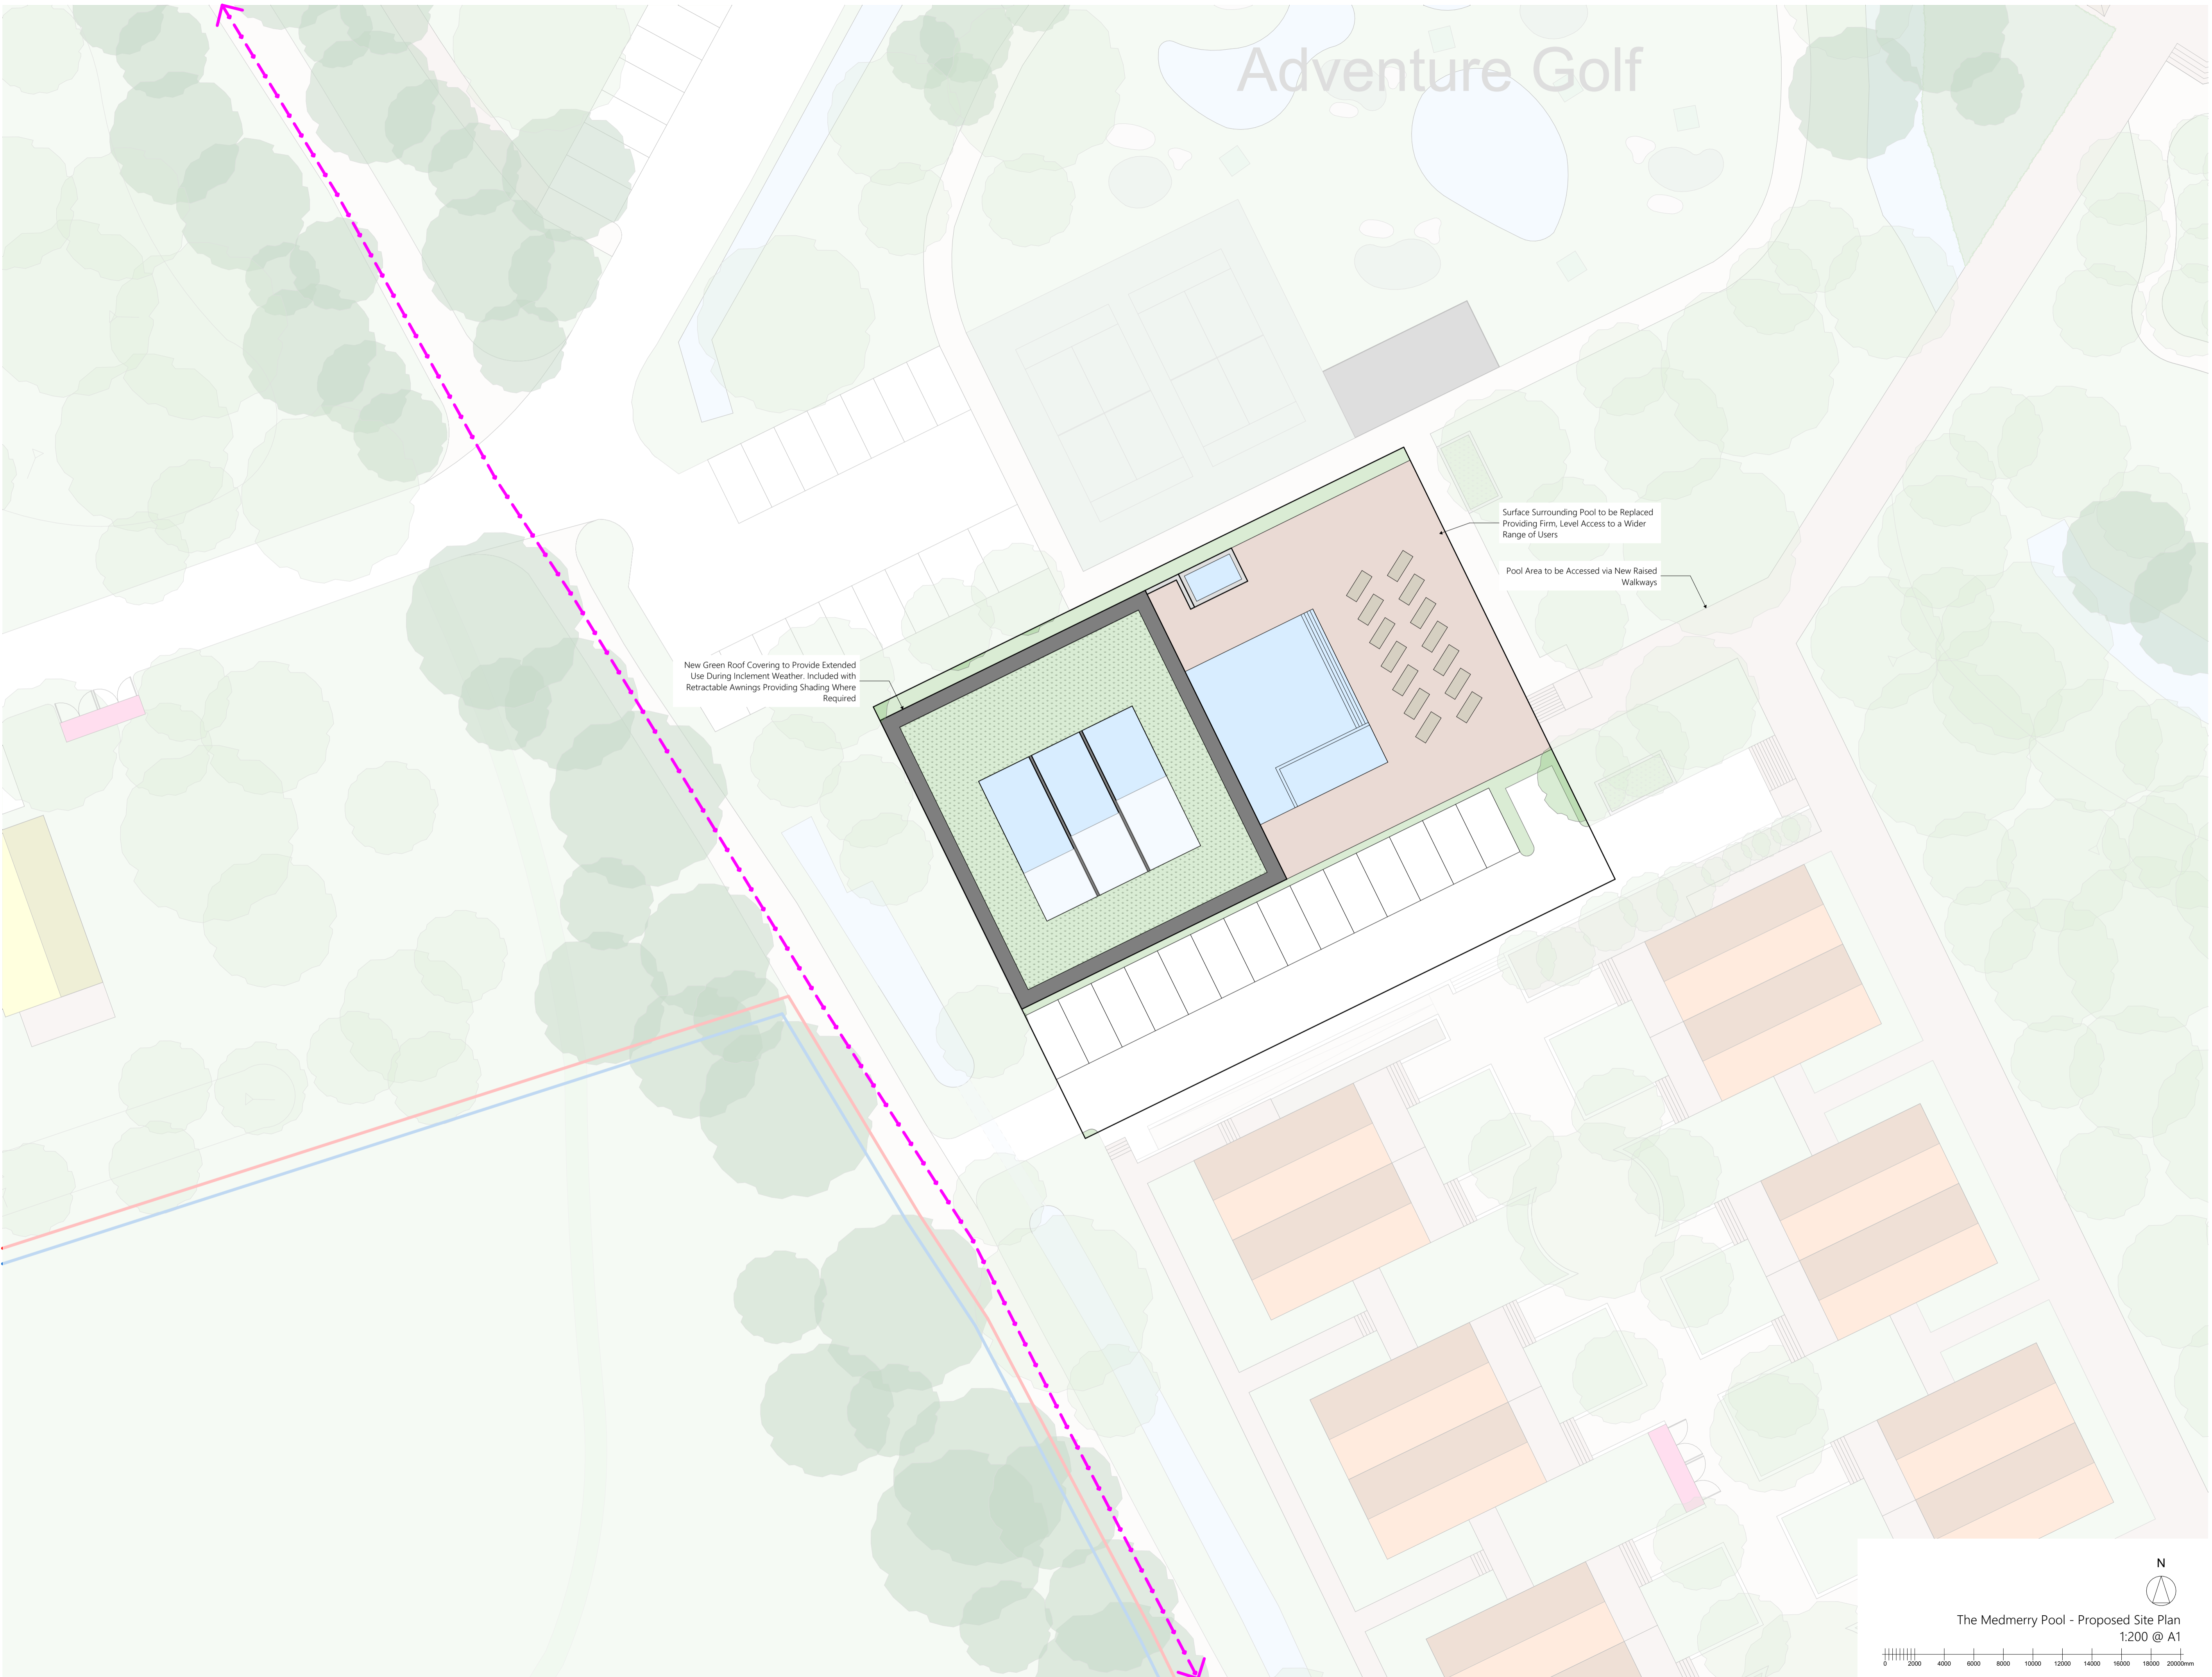 Adventure Golf
Surface Surrounding Pool to be Replaced
Providing Firm, Level Access to a Wider
Range of Users
Pool Area to be Accessed via New Raised
Walkways
New Green Roof Covering to Provide Extended
Use During Inclement Weather. Included with
Retractable Awnings Providing Shading Where
Required
N
The Medmerry Pool - Proposed Site Plan
1:200 @ A1
0 2000 4000 6000 8000 10000 12000 14000 16000 18000 20000mm